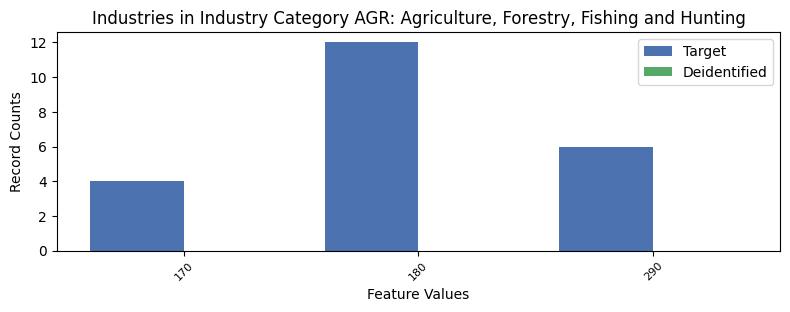 Industries in Industry Category AGR: Agriculture, Forestry, Fishing and Hunting
Target
Deidentified
Record Counts
12
10
8
6
4
2
0
170
180
290
Feature Values